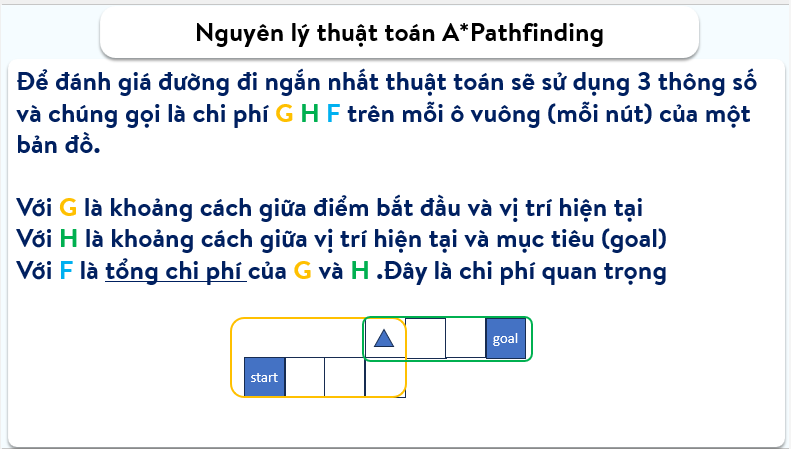 Nguyên lý thuật toán A*Pathfinding
Để đánh giá đường đi ngắn nhất thuật toán sẽ sử dụng 3 thông số
và chúng gọi là chi phí G H F trên mỗi ô vuông (mỗi nút) của một
bản đồ.
Với G là khoảng cách giữa điểm bắt đầu và vị trí hiện tại
Với H là khoảng cách giữa vị trí hiện tại và mục tiêu (goal)
Với F là tổng chi phí của G và H .Đây là chi phí quan trọng
goal
start